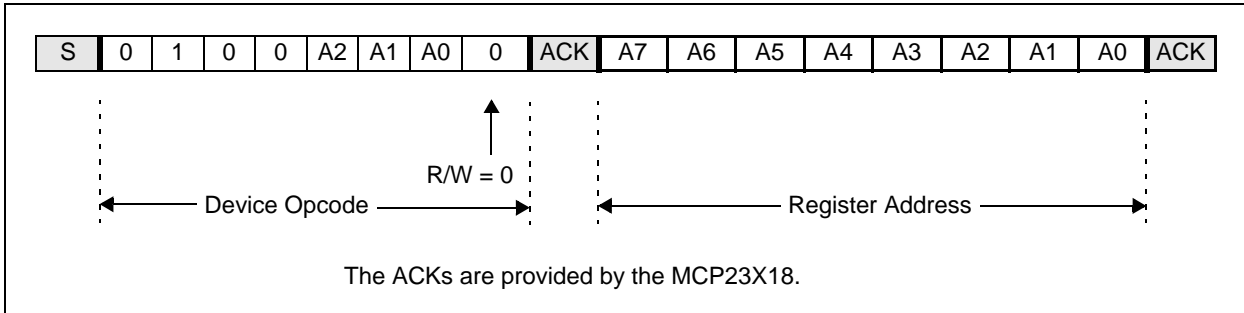 S 0 1 0 0 A2 A1 A0 0 ACK A7 A6 A5 A4 A3 A2 A1 A0 ACK
R/W = 0
Device Opcode Register Address
The ACKs are provided by the MCP23X18.